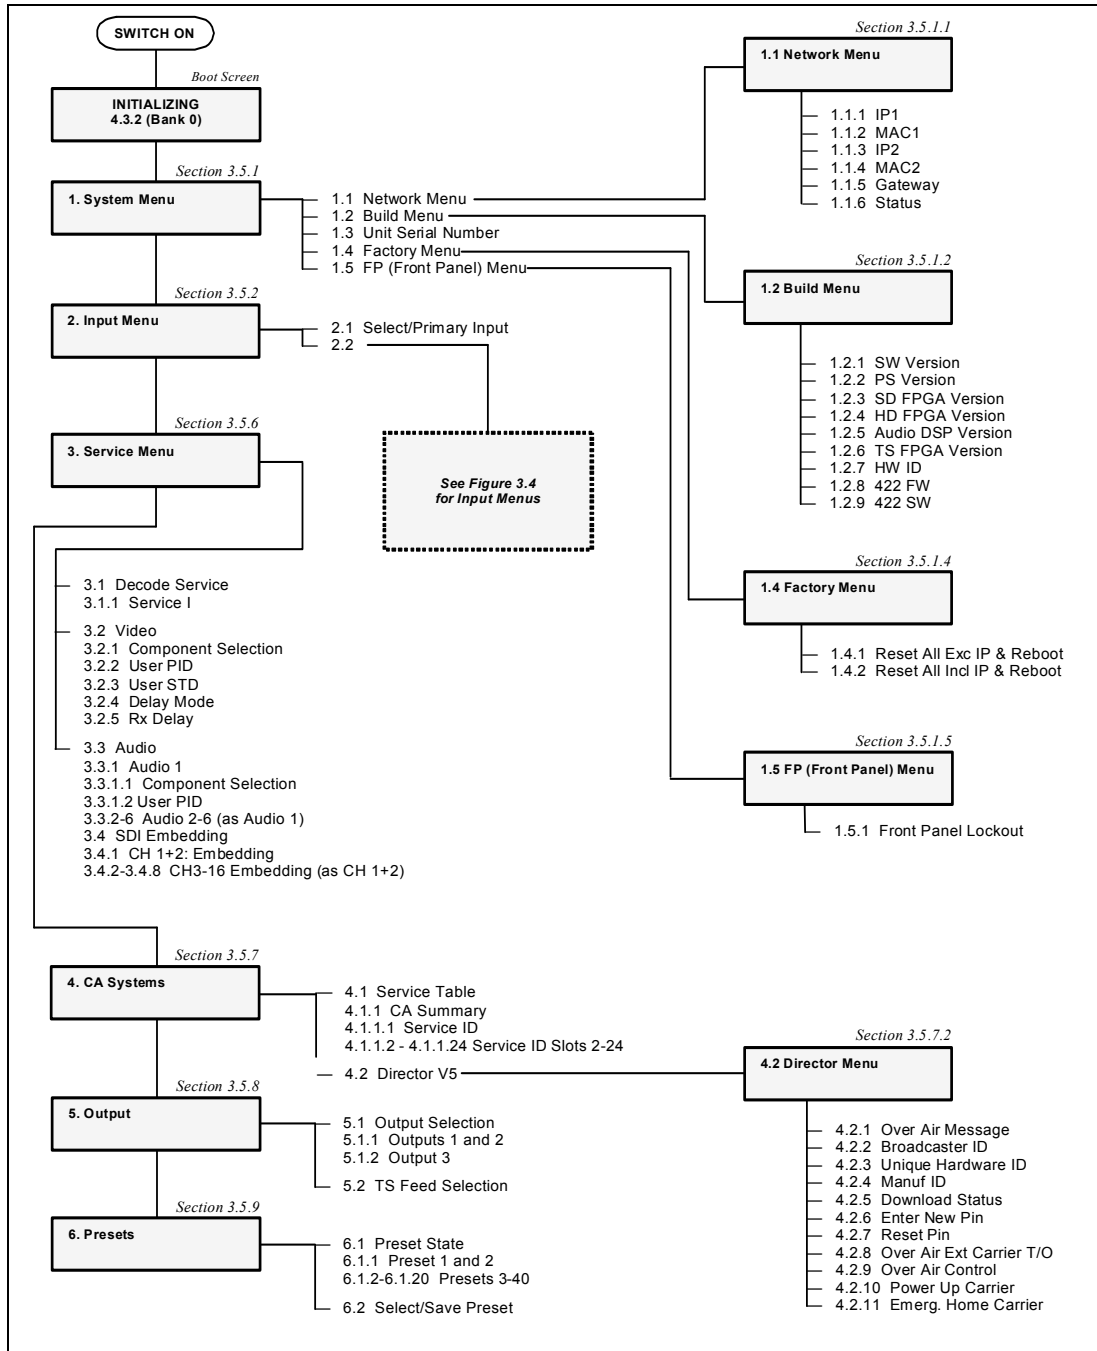 SWITCH ON
Boot Screen
INITIALIZING
4.3.2 (Bank 0)
Section 3.5.1
1. System Menu
1.1 Network Menu
1.2 Build Menu
1.3 Unit Serial Number
1.4 Factory Menu
1.5 FP (Front Panel) Menu
Section 3.5.1.1
1.1 Network Menu
1.1.1 IP1
1.1.2 MAC1
1.1.3 IP2
1.1.4 MAC2
1.1.5 Gateway
1.1.6 Status
Section 3.5.2
2. Input Menu
2.1 Select/Primary Input
2.2
See Figure 3.4
for Input Menus
Section 3.5.1.2
1.2 Build Menu
1.2.1 SW Version
1.2.2 PS Version
1.2.3 SD FPGA Version
1.2.4 HD FPGA Version
1.2.5 Audio DSP Version
1.2.6 TS FPGA Version
1.2.7 HW ID
1.2.8 422 FW
1.2.9 422 SW
Section 3.5.6
3. Service Menu
3.1 Decode Service
3.1.1 Service I
3.2 Video
3.2.1 Component Selection
3.2.2 User PID
3.2.3 User STD
3.2.4 Delay Mode
3.2.5 Rx Delay
3.3 Audio
3.3.1 Audio 1
3.3.1.1 Component Selection
3.3.1.2 User PID
3.3.2-6 Audio 2-6 (as Audio 1)
3.4 SDI Embedding
3.4.1 CH 1+2: Embedding
3.4.2-3.4.8 CH3-16 Embedding (as CH 1+2)
Section 3.5.1.4
1.4 Factory Menu
1.4.1 Reset All Exc IP & Reboot
1.4.2 Reset All Incl IP & Reboot
Section 3.5.1.5
1.5 FP (Front Panel) Menu
1.5.1 Front Panel Lockout
Section 3.5.7
4. CA Systems
4.1 Service Table
4.1.1 CA Summary
4.1.1.1 Service ID
4.1.1.2 - 4.1.1.24 Service ID Slots 2-24
4.2 Director V5
Section 3.5.7.2
4.2 Director Menu
4.2.1 Over Air Message
4.2.2 Broadcaster ID
4.2.3 Unique Hardware ID
4.2.4 Manuf ID
4.2.5 Download Status
4.2.6 Enter New Pin
4.2.7 Reset Pin
4.2.8 Over Air Ext Carrier T/O
4.2.9 Over Air Control
4.2.10 Power Up Carrier
4.2.11 Emerg. Home Carrier
Section 3.5.8
5. Output
5.1 Output Selection
5.1.1 Outputs 1 and 2
5.1.2 Output 3
5.2 TS Feed Selection
Section 3.5.9
6. Presets
6.1 Preset State
6.1.1 Preset 1 and 2
6.1.2-6.1.20 Presets 3-40
6.2 Select/Save Preset